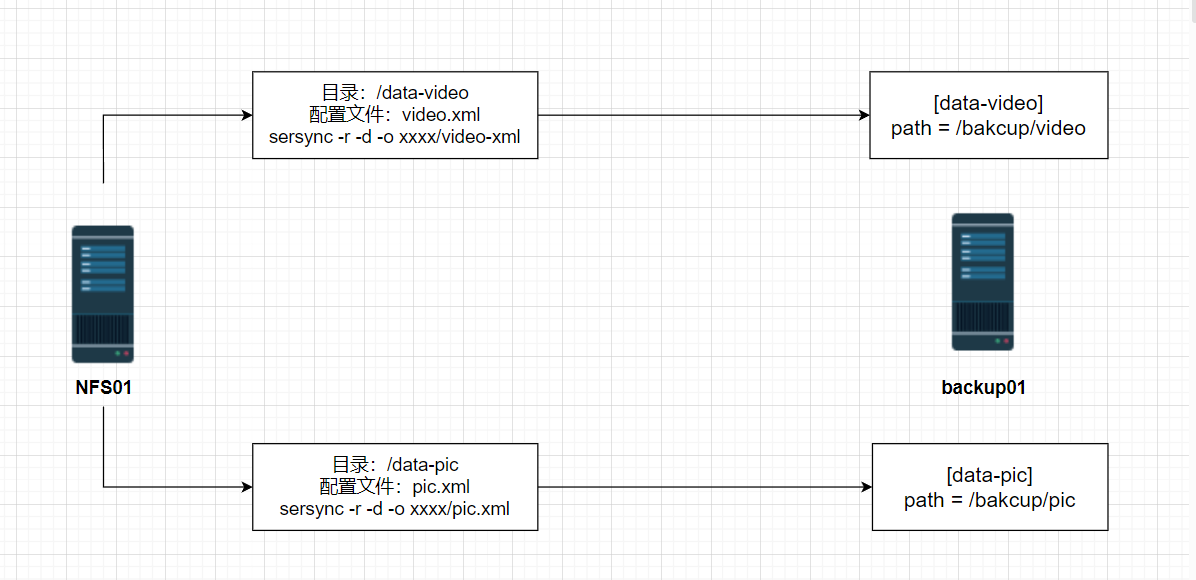 目录：/data-video
配置文件：video.xml
sersync -r -d -o xxxx/video-xml
[data-video]
path = /bakcup/video
NFS01
backup01
目录：/data-pic
配置文件：pic.xml
sersync -r -d -o xxxx/pic.xml
[data-pic]
path = /bakcup/pic